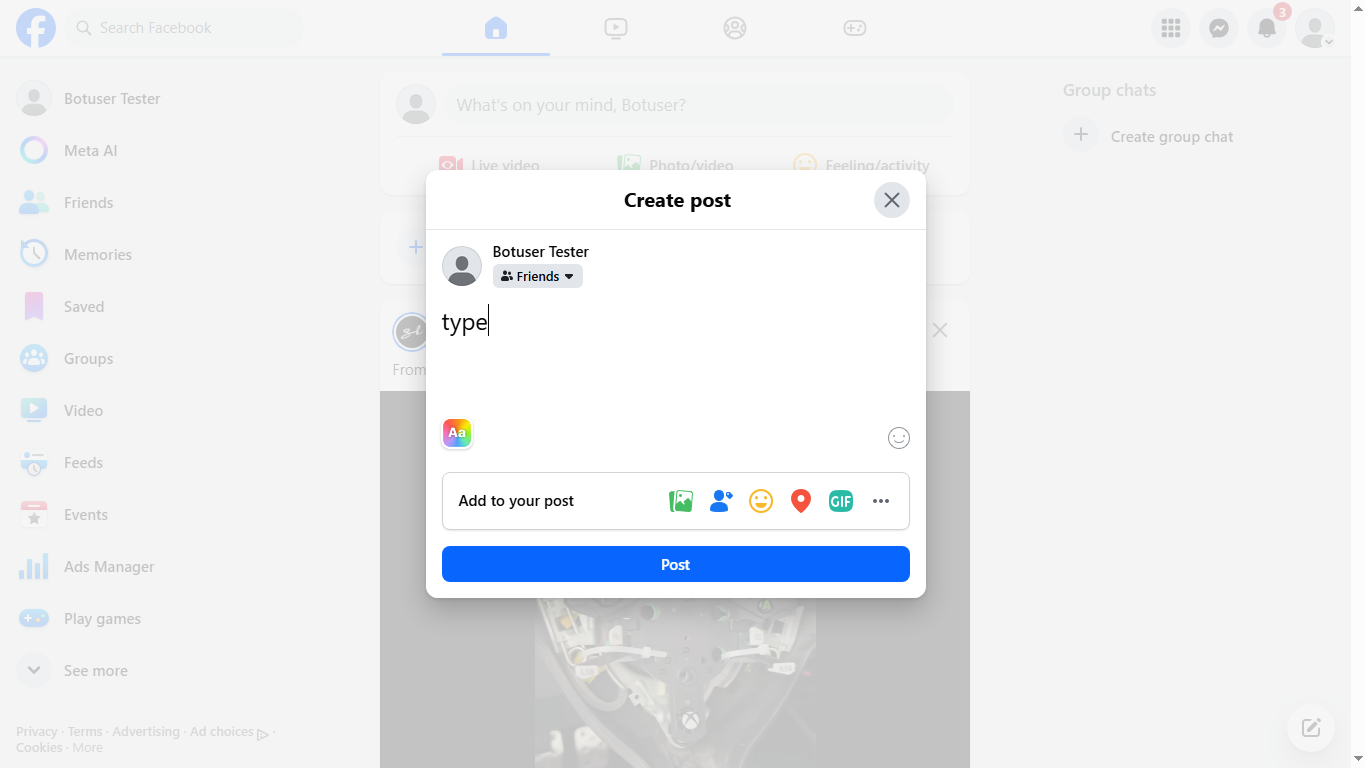 Search Facebook
3
Botuser Tester
Meta AI
Friends
Memories
Saved
Groups
Video
Feeds
Events
Ads Manager
Play games
See more
Privacy · Terms · Advertising · Ad choices ·
Cookies · More
What's on your mind, Botuser?
Live video
Photo/video
Feeling/activity
From
Create post
Botuser Tester
Friends
type
Aa
Add to your post
GIF
Post
Group chats
Create group chat